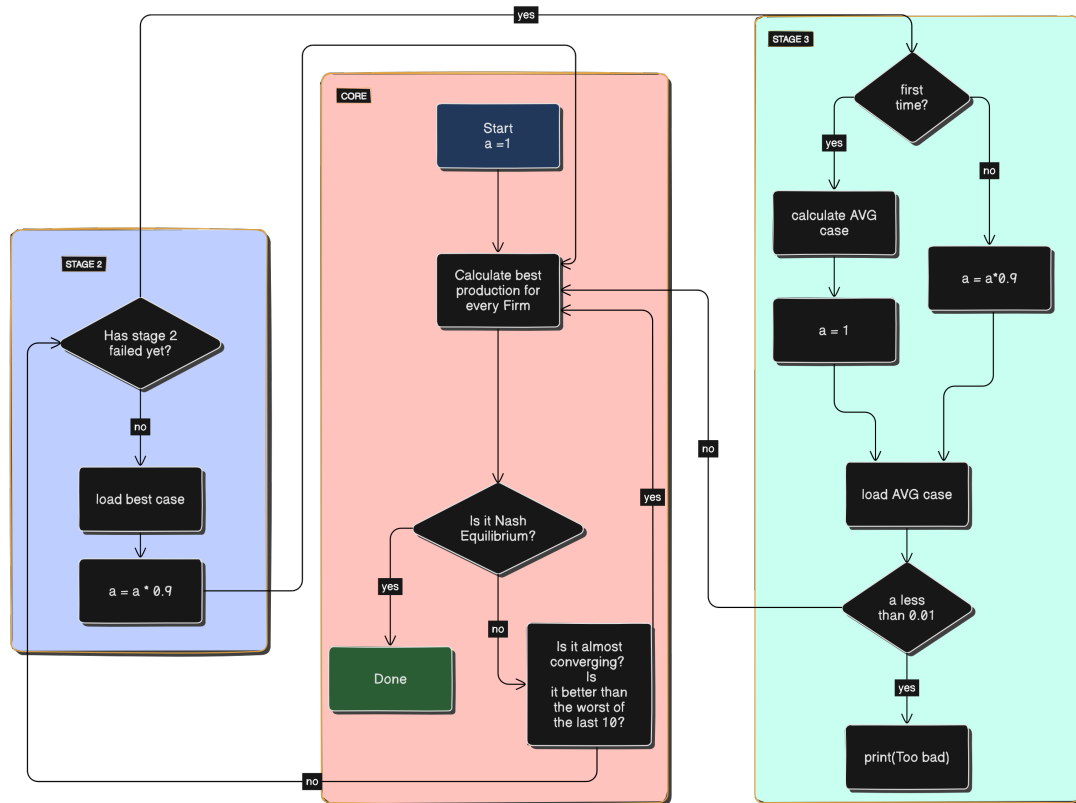 yes
STAGE 3
first
time?
yes
no
calculate AVG
case
a = a*0.9
a = 1
load AVG case
a less
than 0.01
no
yes
print(Too bad)
CORE
Start
a =1
Calculate best
production for
every Firm
Is it Nash
Equilibrium?
yes
no
yes
Done
Is it almost
converging?
Is
it better than
the worst of
the last 10?
no
STAGE 2
Has stage 2
failed yet?
no
load best case
a = a * 0.9